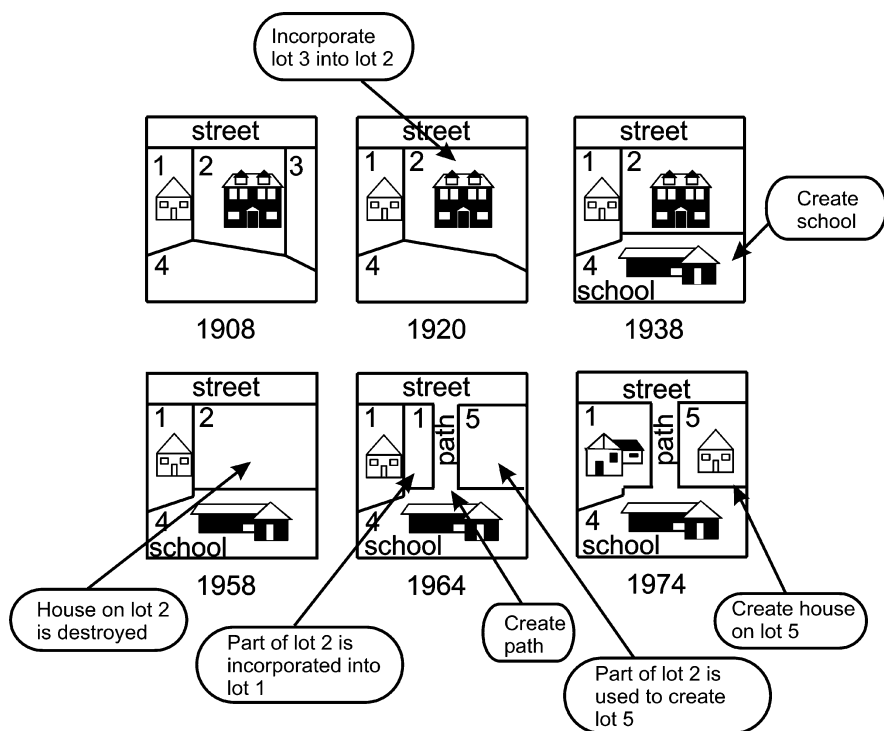 Incorporate
lot 3 into lot 2
street
1 2 3
4
1908
street
1 2
4
1920
street
1 2
4
school
1938
Create
school
street
1 2
4
school
1958
street
1 1 path 5
4
school
1964
street
1 path 5
4
school
1974
House on lot 2
is destroyed
Part of lot 2 is
incorporated into
lot 1
Create
path
Part of lot 2 is
used to create
lot 5
Create house
on lot 5